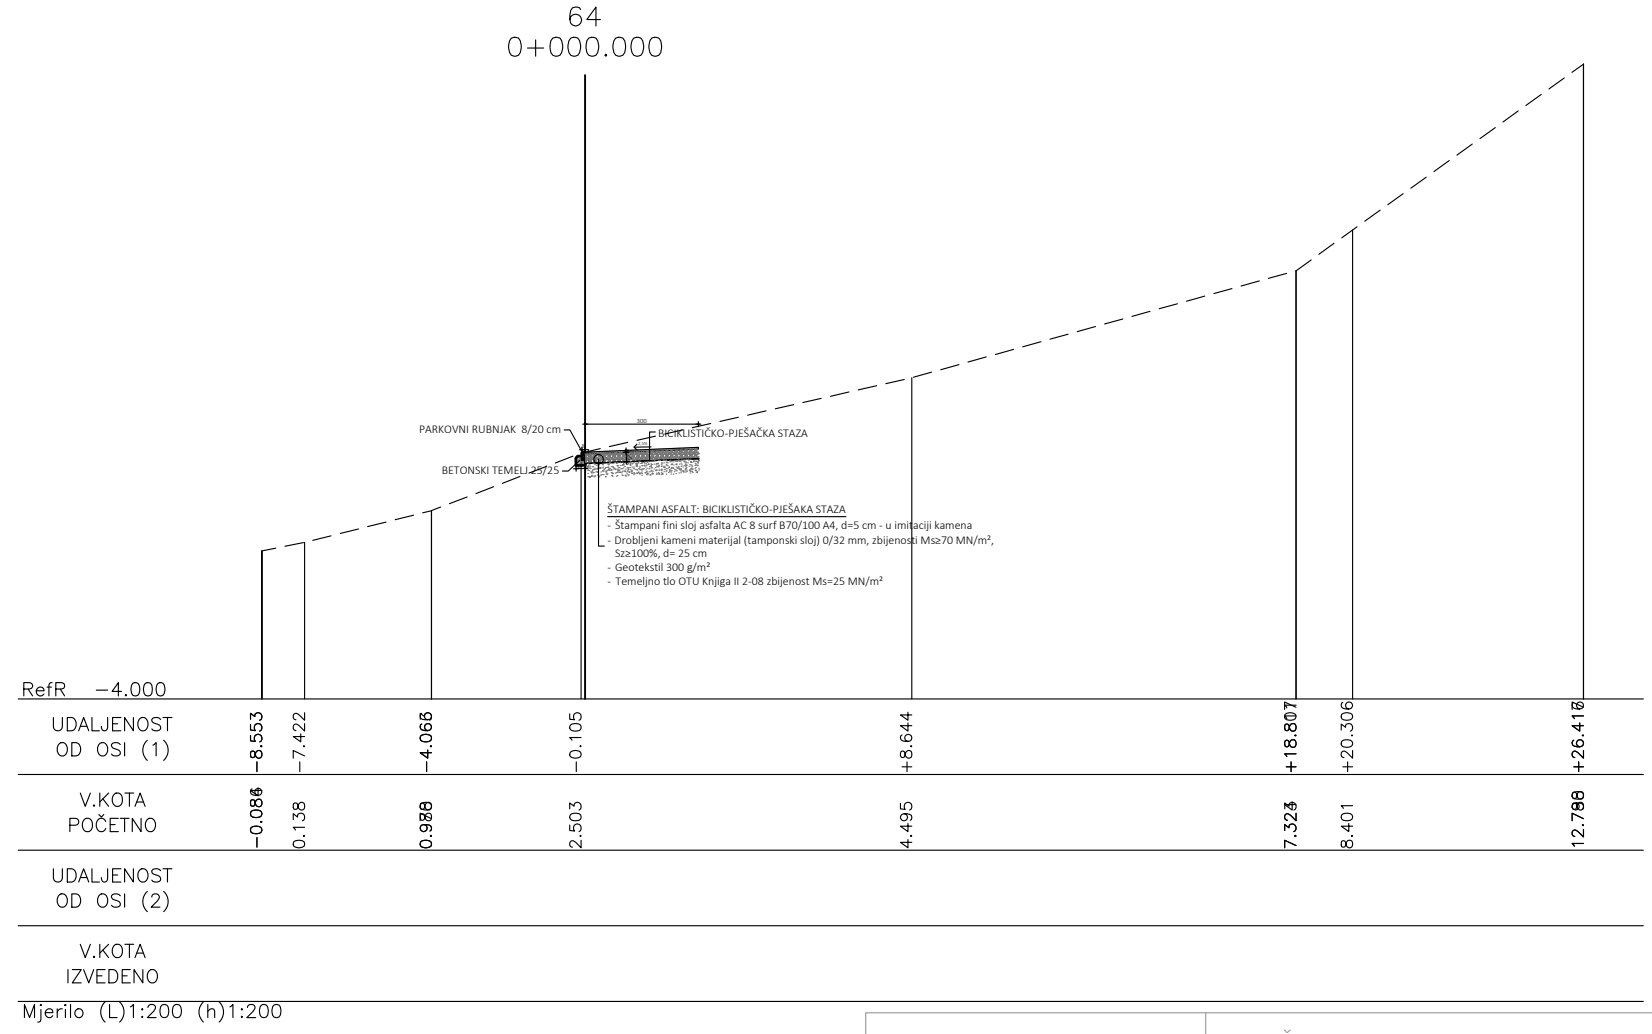 64
0+000.000
300
PARKOVNI RUBNJAK 8/20 cm
BICIKLISTIČKO-PJEŠAČKA STAZA
BETONSKI TEMELJ 25/25
ŠTAMPANI ASFALT: BICIKLISTIČKO-PJEŠAKA STAZA
- Štampani fini sloj asfalta AC 8 surf B70/100 A4, d=5 cm - u imitaciji kamena
- Drobljeni kameni materijal (tamponski sloj) 0/32 mm, zbijenosti Ms≥70 MN/m²,
Sz≥100%, d= 25 cm
- Geotekstil 300 g/m²
- Temeljno tlo OTU Knjiga II 2-08 zbijenost Ms=25 MN/m²
RefR -4.000
UDALJENOST
OD OSI (1)
-8.553
-7.422
-0.105
+8.644
+20.306
V.KOTA
POČETNO
0.138
2.503
4.495
8.401
UDALJENOST
OD OSI (2)
V.KOTA
IZVEDENO
Mjerilo (L)1:200 (h)1:200